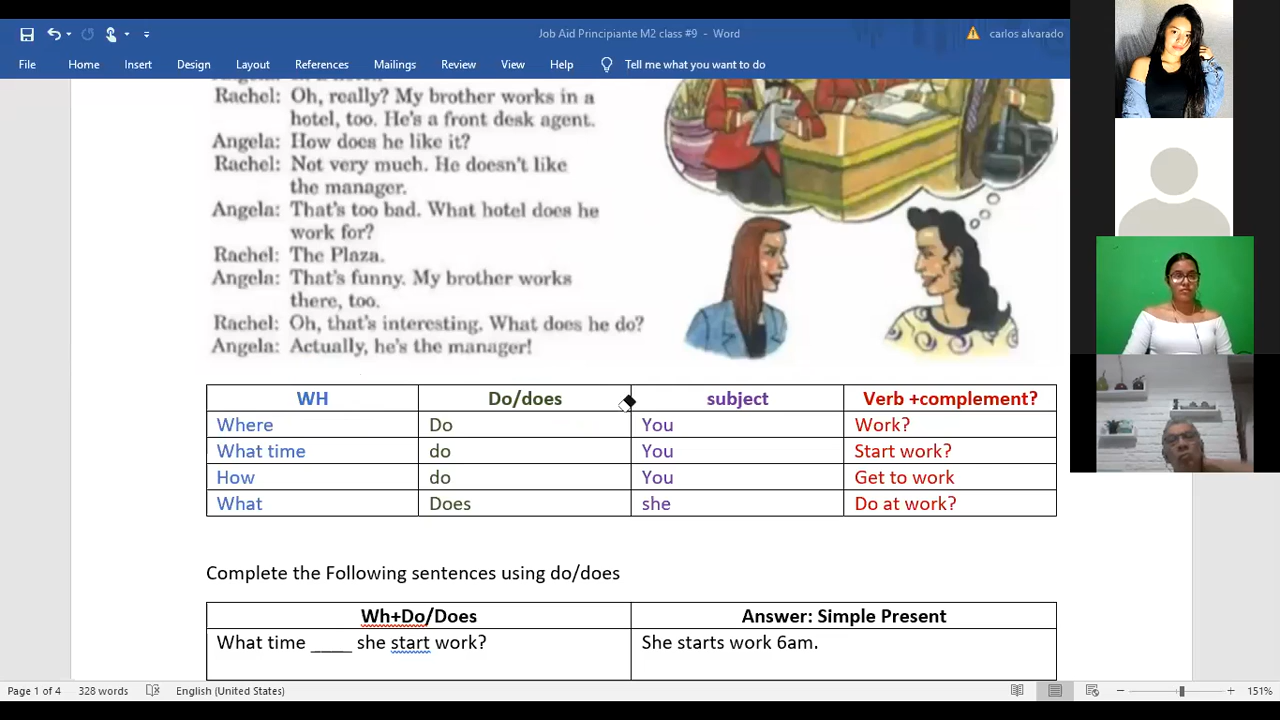 Job Aid Principiante M2 class #9 - Word
carlos alvarado
File Home Insert Design Layout References Mailings Review View Help Tell me what you want to do
Rachel: Oh, really? My brother works in a
hotel, too. He's a front desk agent.
Angela: How does he like it?
Rachel: Not very much. He doesn't like
the manager.
Angela: That's too bad. What hotel does he
work for?
Rachel: The Plaza.
Angela: That's funny. My brother works
there, too.
Rachel: Oh, that's interesting. What does he do?
Angela: Actually, he's the manager!
WH Do/does subject Verb +complement?
Where Do You Work?
What time do You Start work?
How do You Get to work
What Does she Do at work?
Complete the Following sentences using do/does
Wh+Do/Does Answer: Simple Present
What time ____ she start work? She starts work 6am.
Page 1 of 4 328 words English (United States) 151%